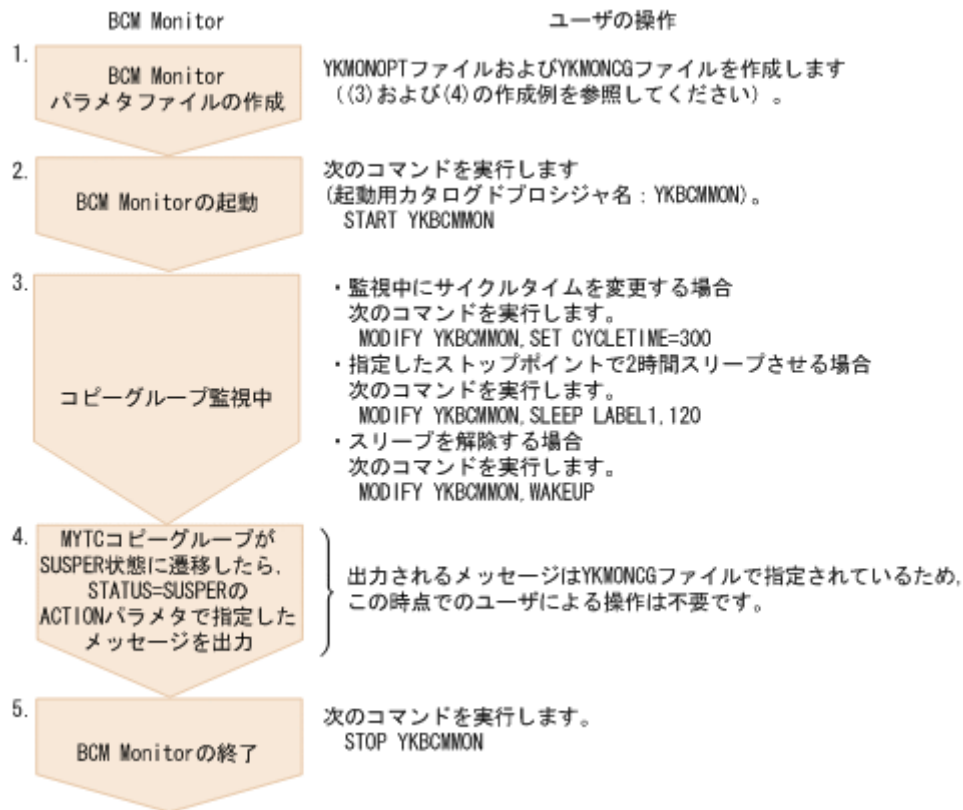 BCM Monitor
ユーザの操作
1.
BCM Monitor
パラメタファイルの作成
YKMONOPTファイルおよびYKMONCGファイルを作成します
((3)および(4)の作成例を参照してください)。
2.
BCM Monitorの起動
次のコマンドを実行します
(起動用カタログドプロシジャ名:YKBCMMON)。
START YKBCMMON
3.
コピーグループ監視中
・監視中にサイクルタイムを変更する場合
次のコマンドを実行します。
MODIFY YKBCMMON,SET CYCLETIME=300
・指定したストップポイントで2時間スリープさせる場合
次のコマンドを実行します。
MODIFY YKBCMMON,SLEEP LABEL1,120
・スリープを解除する場合
次のコマンドを実行します。
MODIFY YKBCMMON,WAKEUP
4.
MYTCコピーグループが
SUSPER状態に遷移したら,
STATUS=SUSPERの
ACTIONパラメタで指定した
メッセージを出力
出力されるメッセージはYKMONCGファイルで指定されているため,
この時点でのユーザによる操作は不要です。
5.
BCM Monitorの終了
次のコマンドを実行します。
STOP YKBCMMON